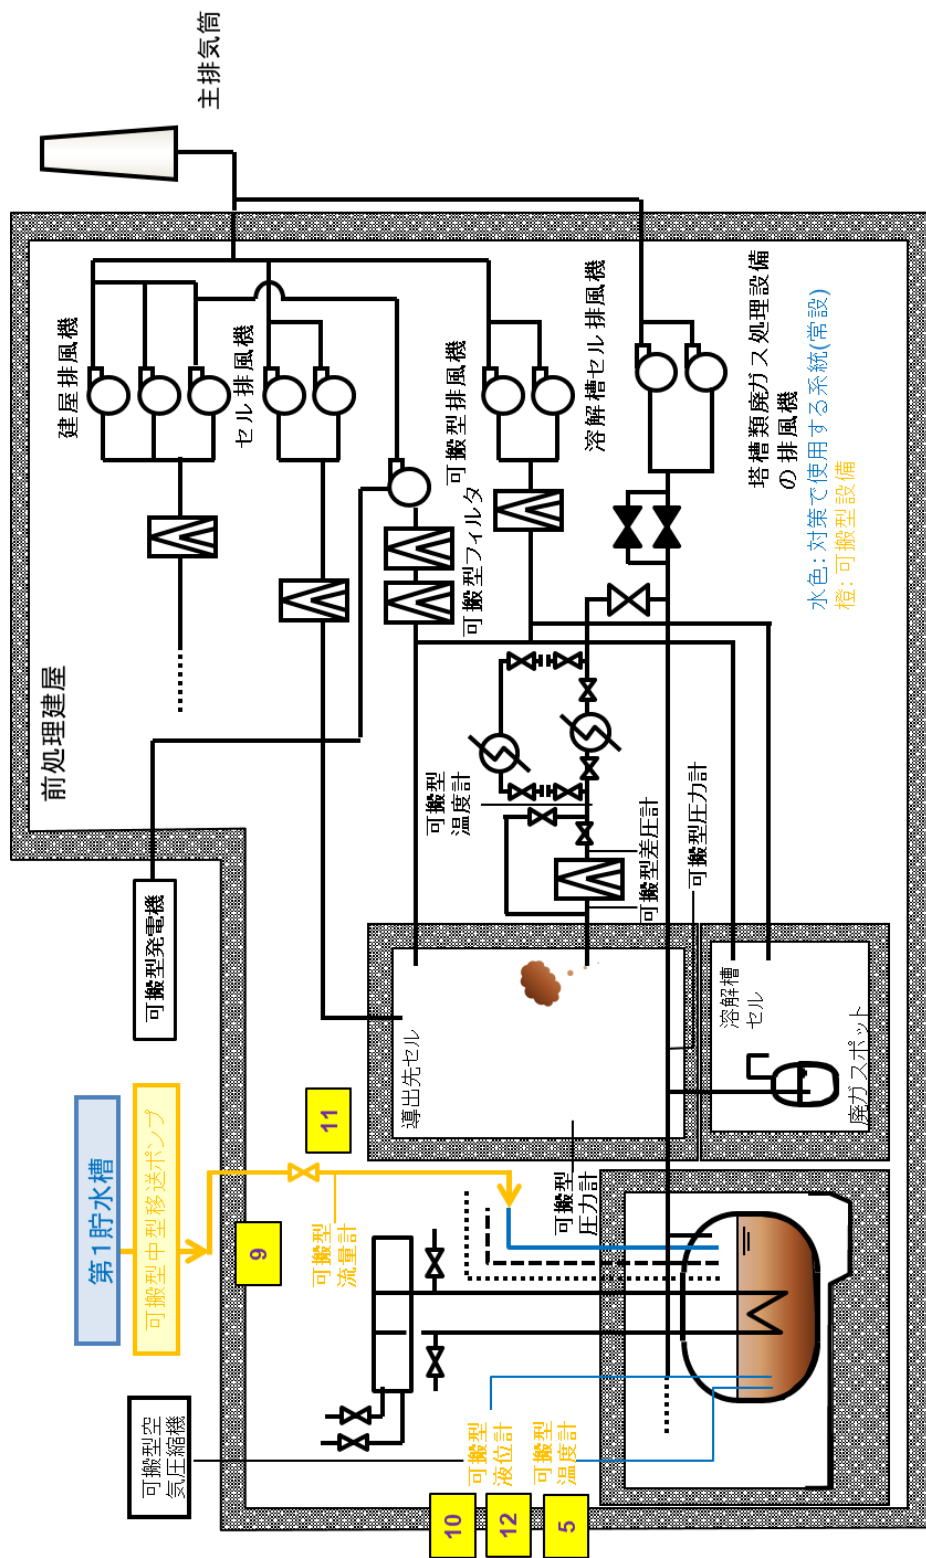 主排気筒
前処理建屋
建屋排風機
セル排風機
可搬型排風機
可搬型フィルタ
溶解槽セル排風機
塔槽類廃ガス処理設備
の排風機
水色：対策で使用する系統(常設)
橙：可搬型設備
可搬型発電機
第1貯水槽
可搬型中型移送ポンプ
可搬型空
気圧縮機
9
11
可搬型
流量計
導出先セル
可搬型
温度計
可搬型差圧計
可搬型圧力計
可搬型
圧力計
溶解槽
セル
廃ガスポット
可搬型
液位計
可搬型
温度計
10
12
5